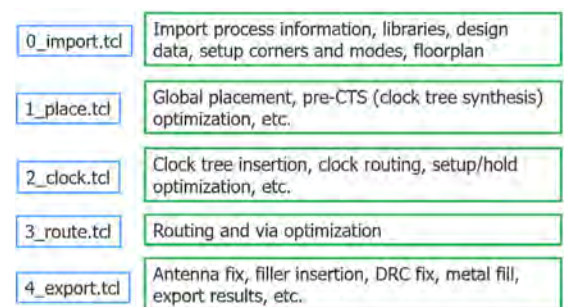 0_import.tcl
Import process information, libraries, design
data, setup corners and modes, floorplan
1_place.tcl
Global placement, pre-CTS (clock tree synthesis)
optimization, etc.
2_clock.tcl
Clock tree insertion, clock routing, setup/hold
optimization, etc.
3_route.tcl
Routing and via optimization
4_export.tcl
Antenna fix, filler insertion, DRC fix, metal fill,
export results, etc.